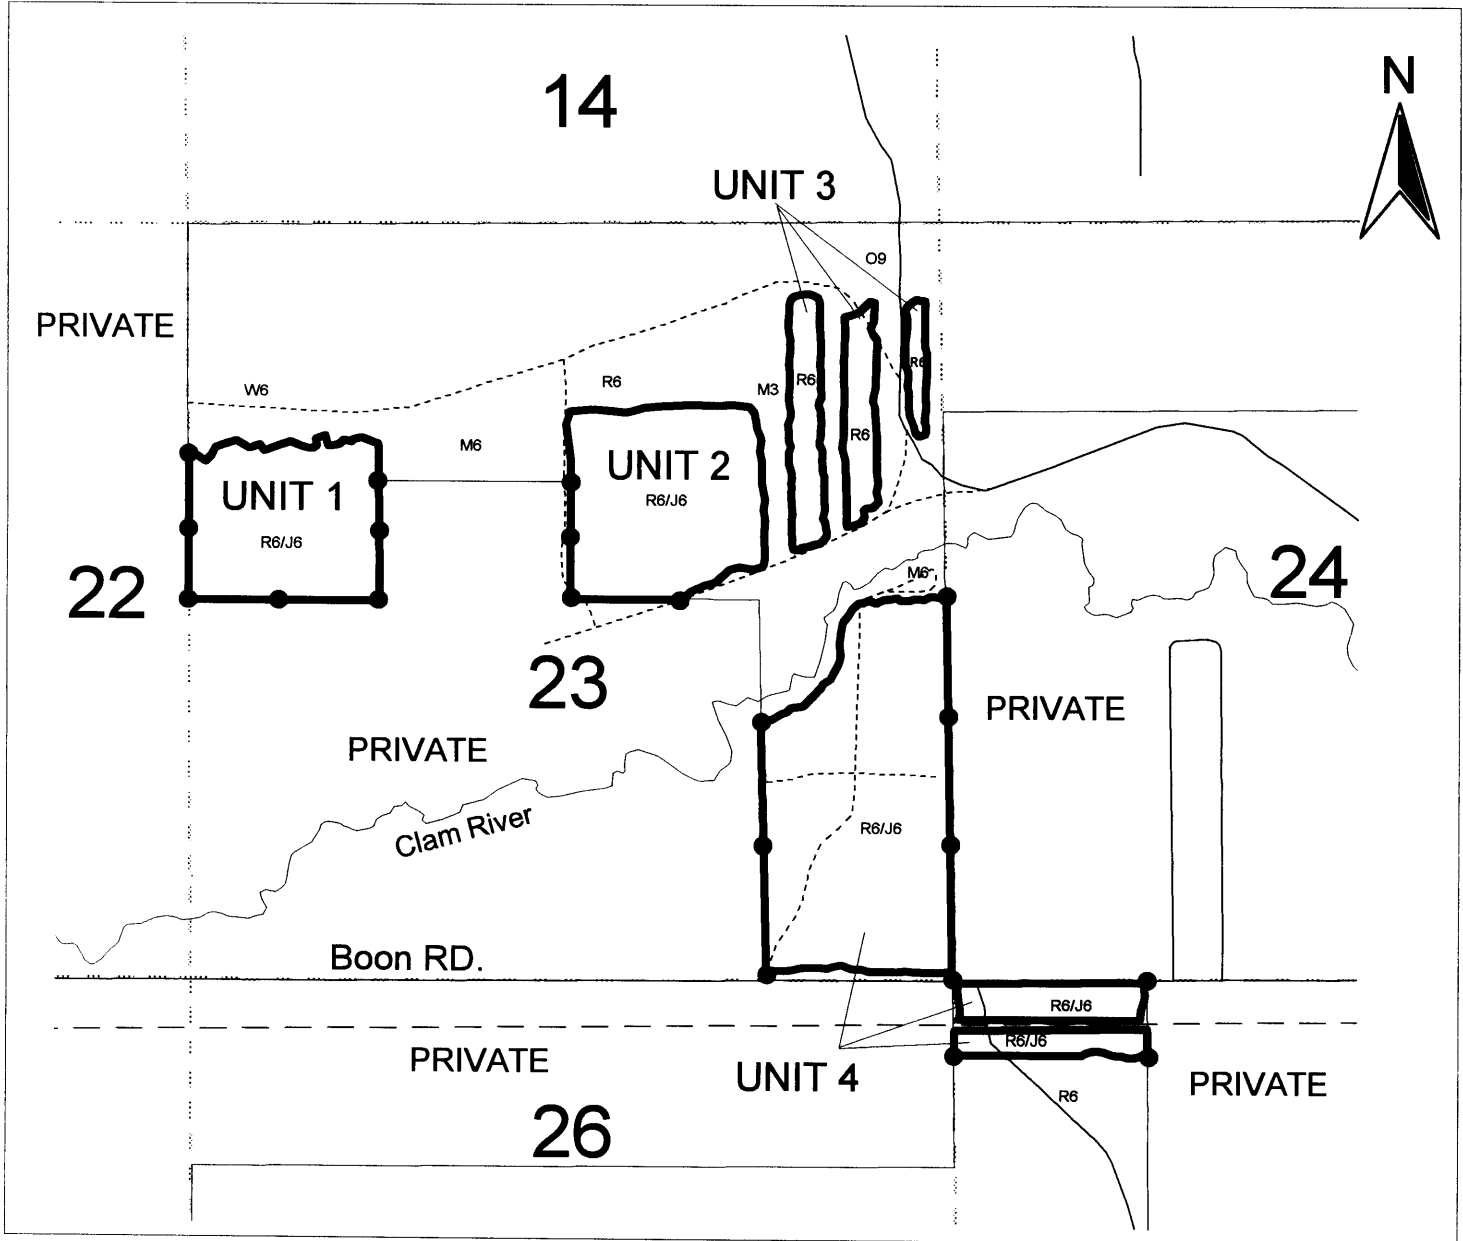 14
N
UNIT 3
O9
PRIVATE
W6
R6
M3
R6
R6
R6
M6
UNIT 1
R6/J6
UNIT 2
R6/J6
22
M6
24
23
PRIVATE
PRIVATE
Clam River
R6/J6
Boon RD.
R6/J6
R6/J6
PRIVATE
UNIT 4
R6
PRIVATE
26